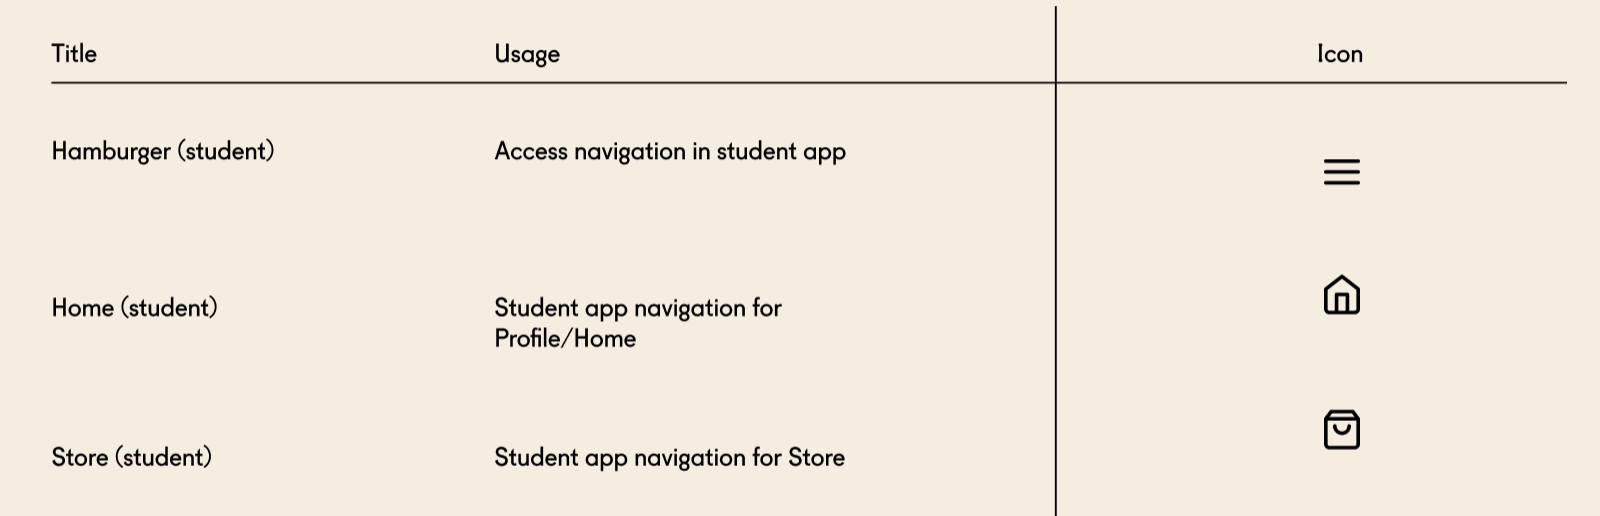 Title Usage Icon
Hamburger (student) Access navigation in student app
Home (student) Student app navigation for
Profile/Home
Store (student) Student app navigation for Store